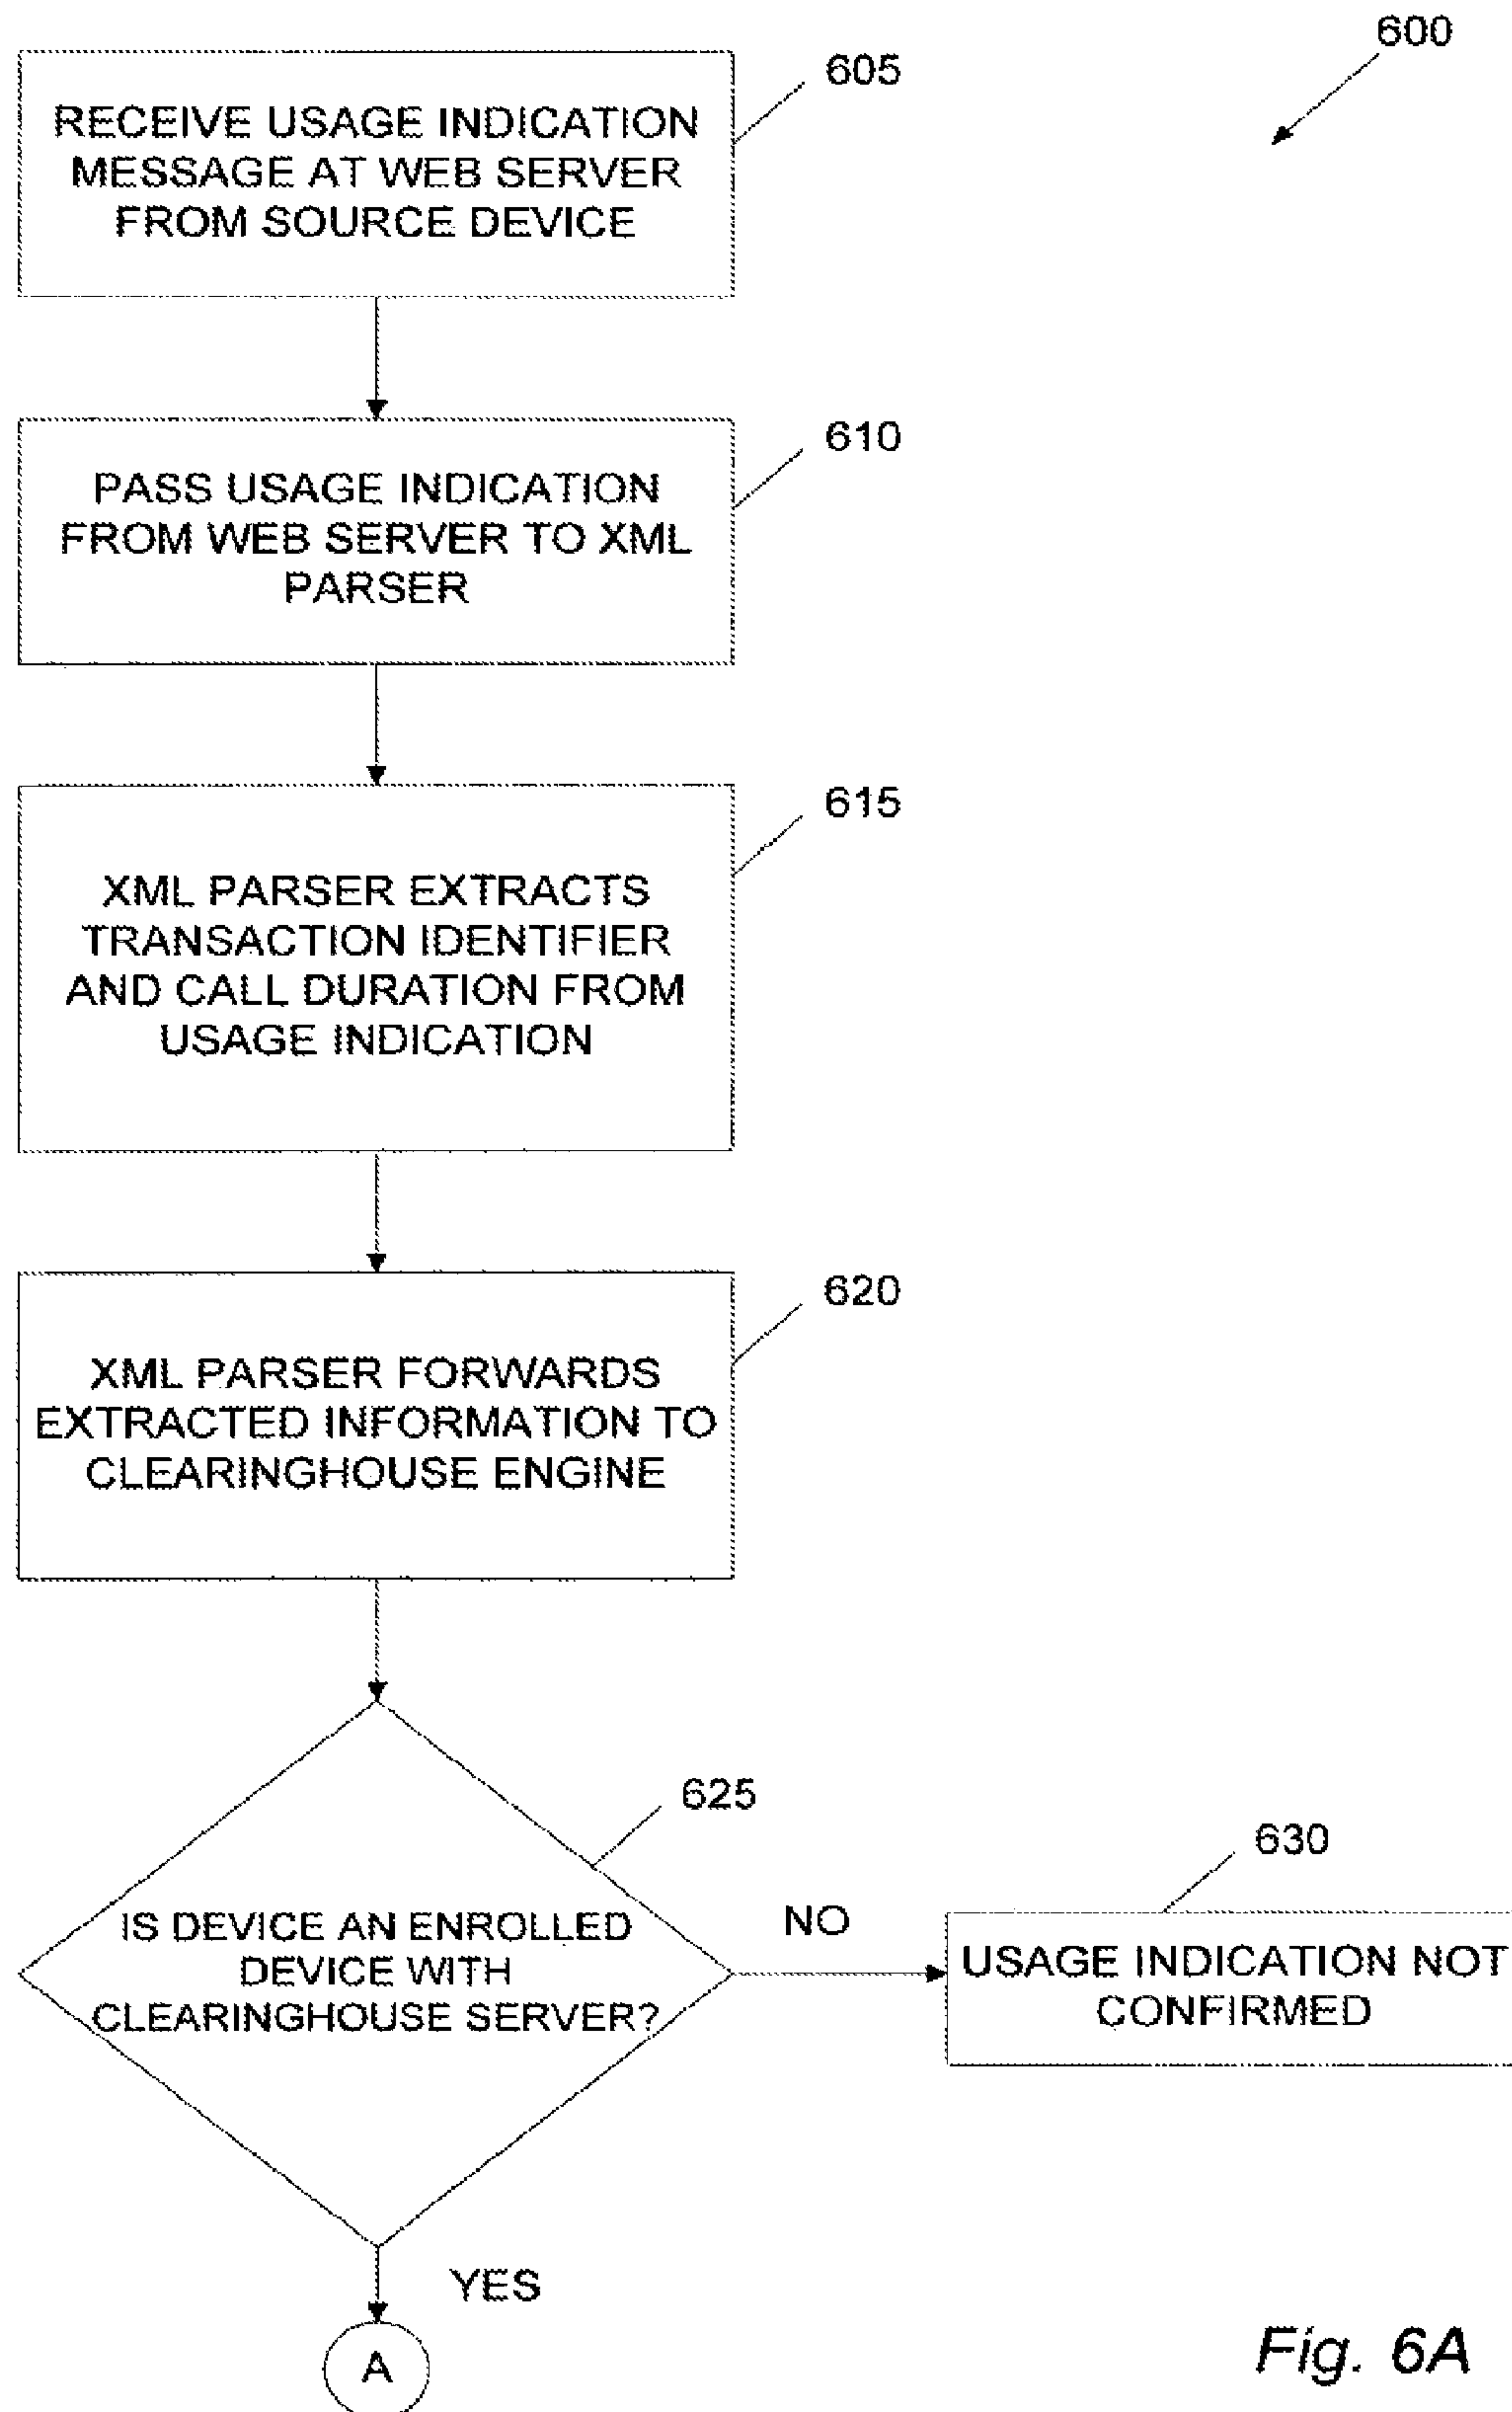 600
605
RECEIVE USAGE INDICATION
MESSAGE AT WEB SERVER
FROM SOURCE DEVICE
610
PASS USAGE INDICATION
FROM WEB SERVER TO XML
PARSER
615
XML PARSER EXTRACTS
TRANSACTION IDENTIFIER
AND CALL DURATION FROM
USAGE INDICATION
620
XML PARSER FORWARDS
EXTRACTED INFORMATION TO
CLEARINGHOUSE ENGINE
625
IS DEVICE AN ENROLLED
DEVICE WITH
CLEARINGHOUSE SERVER?
NO
630
USAGE INDICATION NOT
CONFIRMED
YES
A
Fig. 6A